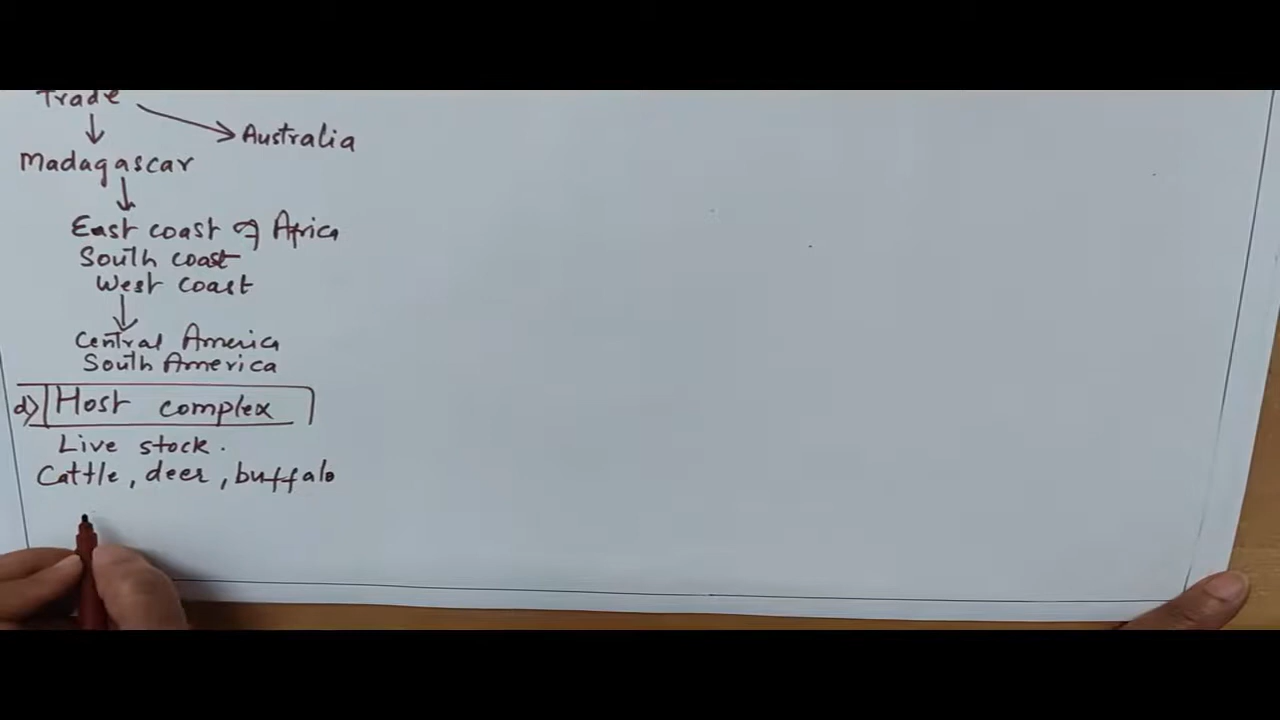 Trade
Australia
Madagascar
East coast of Africa
South coast
West coast
Central America
South America
d) Host complex
Live stock.
Cattle, deer, buffalo